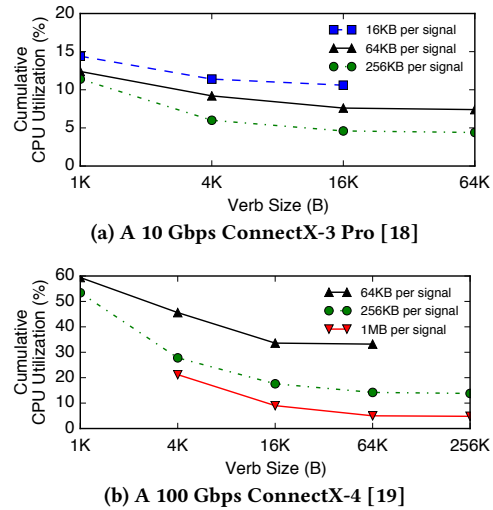 20
15
10
5
0
Cumulative
CPU Utilization (%)
16KB per signal
64KB per signal
256KB per signal
1K 4K 16K 64K
Verb Size (B)
(a) A 10 Gbps ConnectX-3 Pro [18]
60
50
40
30
20
10
0
Cumulative
CPU Utilization (%)
64KB per signal
256KB per signal
1MB per signal
1K 4K 16K 64K 256K
Verb Size (B)
(b) A 100 Gbps ConnectX-4 [19]